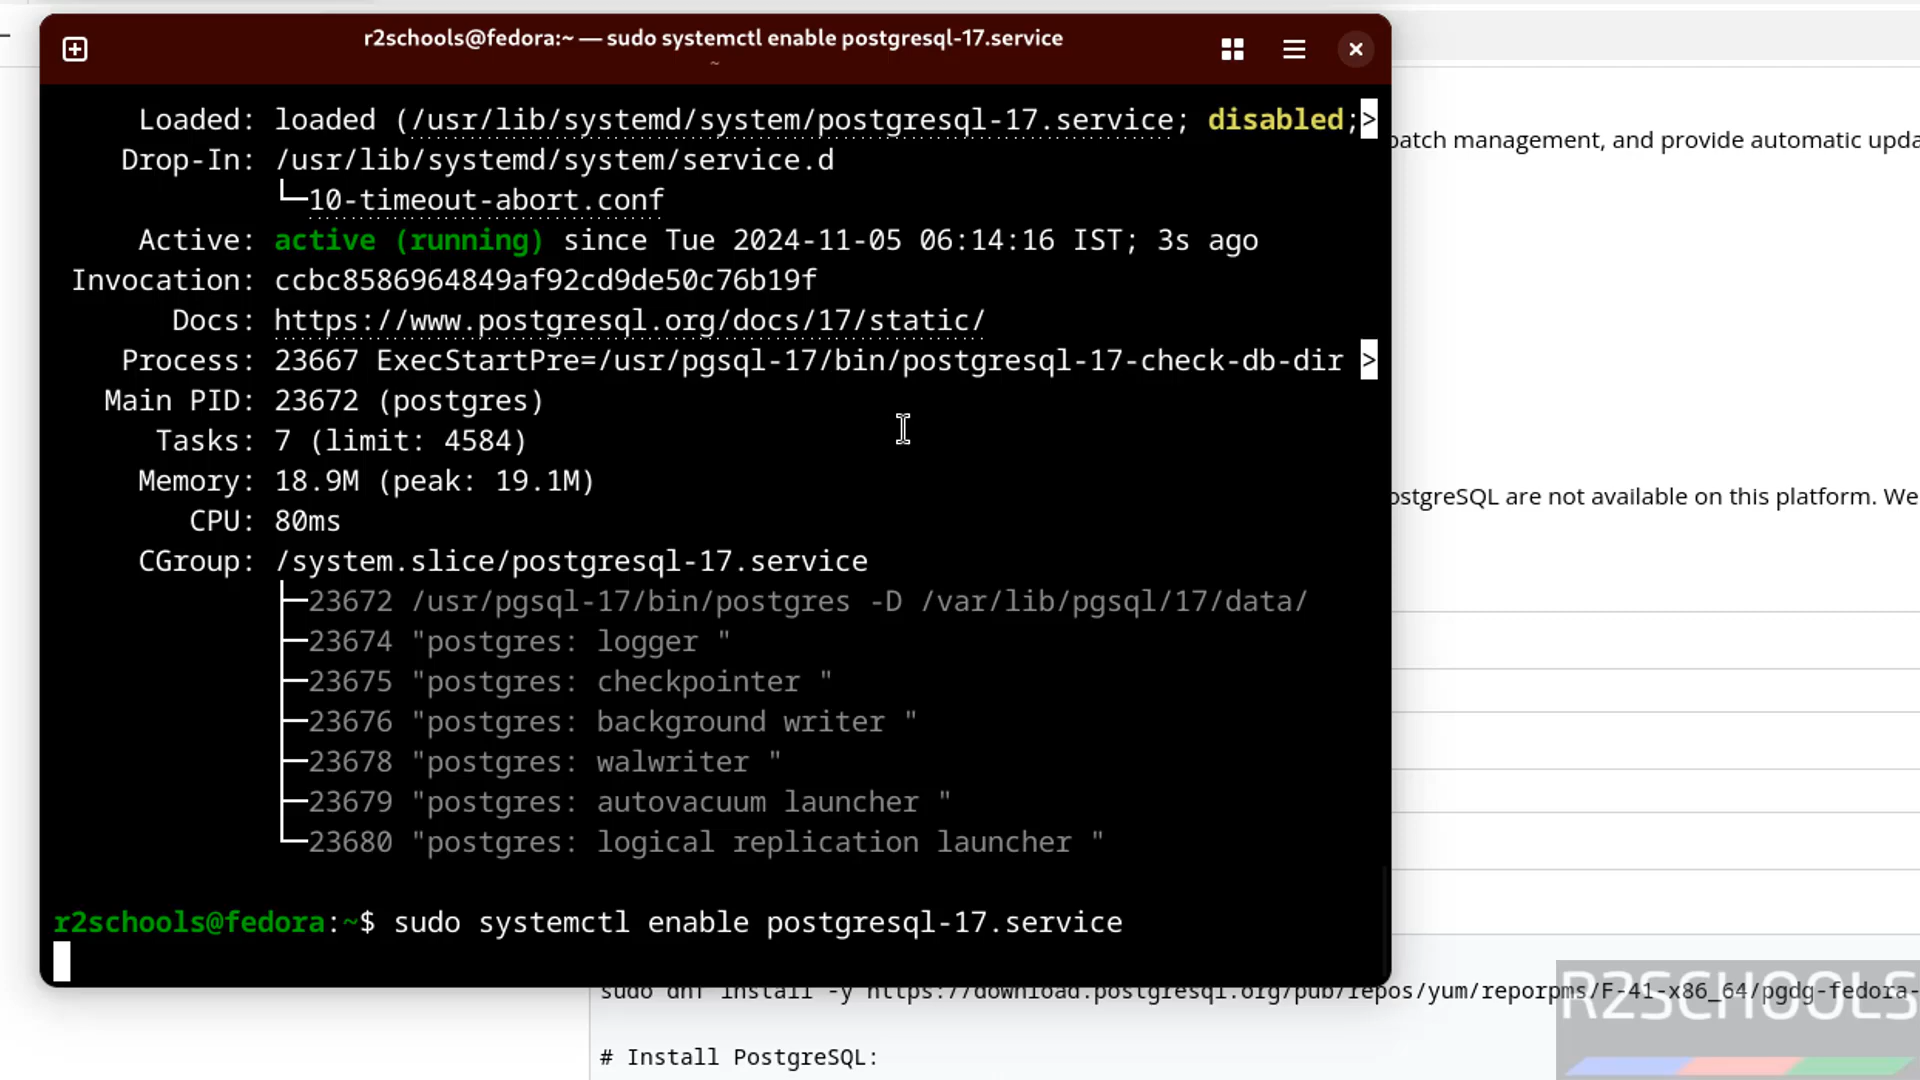 r2schools@fedora:~ — sudo systemctl enable postgresql-17.service
~
Loaded: loaded (/usr/lib/systemd/system/postgresql-17.service; disabled;>
Drop-In: /usr/lib/systemd/system/service.d
└─10-timeout-abort.conf
Active: active (running) since Tue 2024-11-05 06:14:16 IST; 3s ago
Invocation: ccbc8586964849af92cd9de50c76b19f
Docs: https://www.postgresql.org/docs/17/static/
Process: 23667 ExecStartPre=/usr/pgsql-17/bin/postgresql-17-check-db-dir >
Main PID: 23672 (postgres)
Tasks: 7 (limit: 4584)
Memory: 18.9M (peak: 19.1M)
CPU: 80ms
CGroup: /system.slice/postgresql-17.service
├─23672 /usr/pgsql-17/bin/postgres -D /var/lib/pgsql/17/data/
├─23674 "postgres: logger "
├─23675 "postgres: checkpointer "
├─23676 "postgres: background writer "
├─23678 "postgres: walwriter "
├─23679 "postgres: autovacuum launcher "
└─23680 "postgres: logical replication launcher "
r2schools@fedora:~$ sudo systemctl enable postgresql-17.service
patch management, and provide automatic upda
ostgreSQL are not available on this platform. We
sudo dnf install -y https://download.postgresql.org/pub/repos/yum/reporpms/F-41-x86_64/pgdg-fedora-
# Install PostgreSQL:
R2SCHOOLS